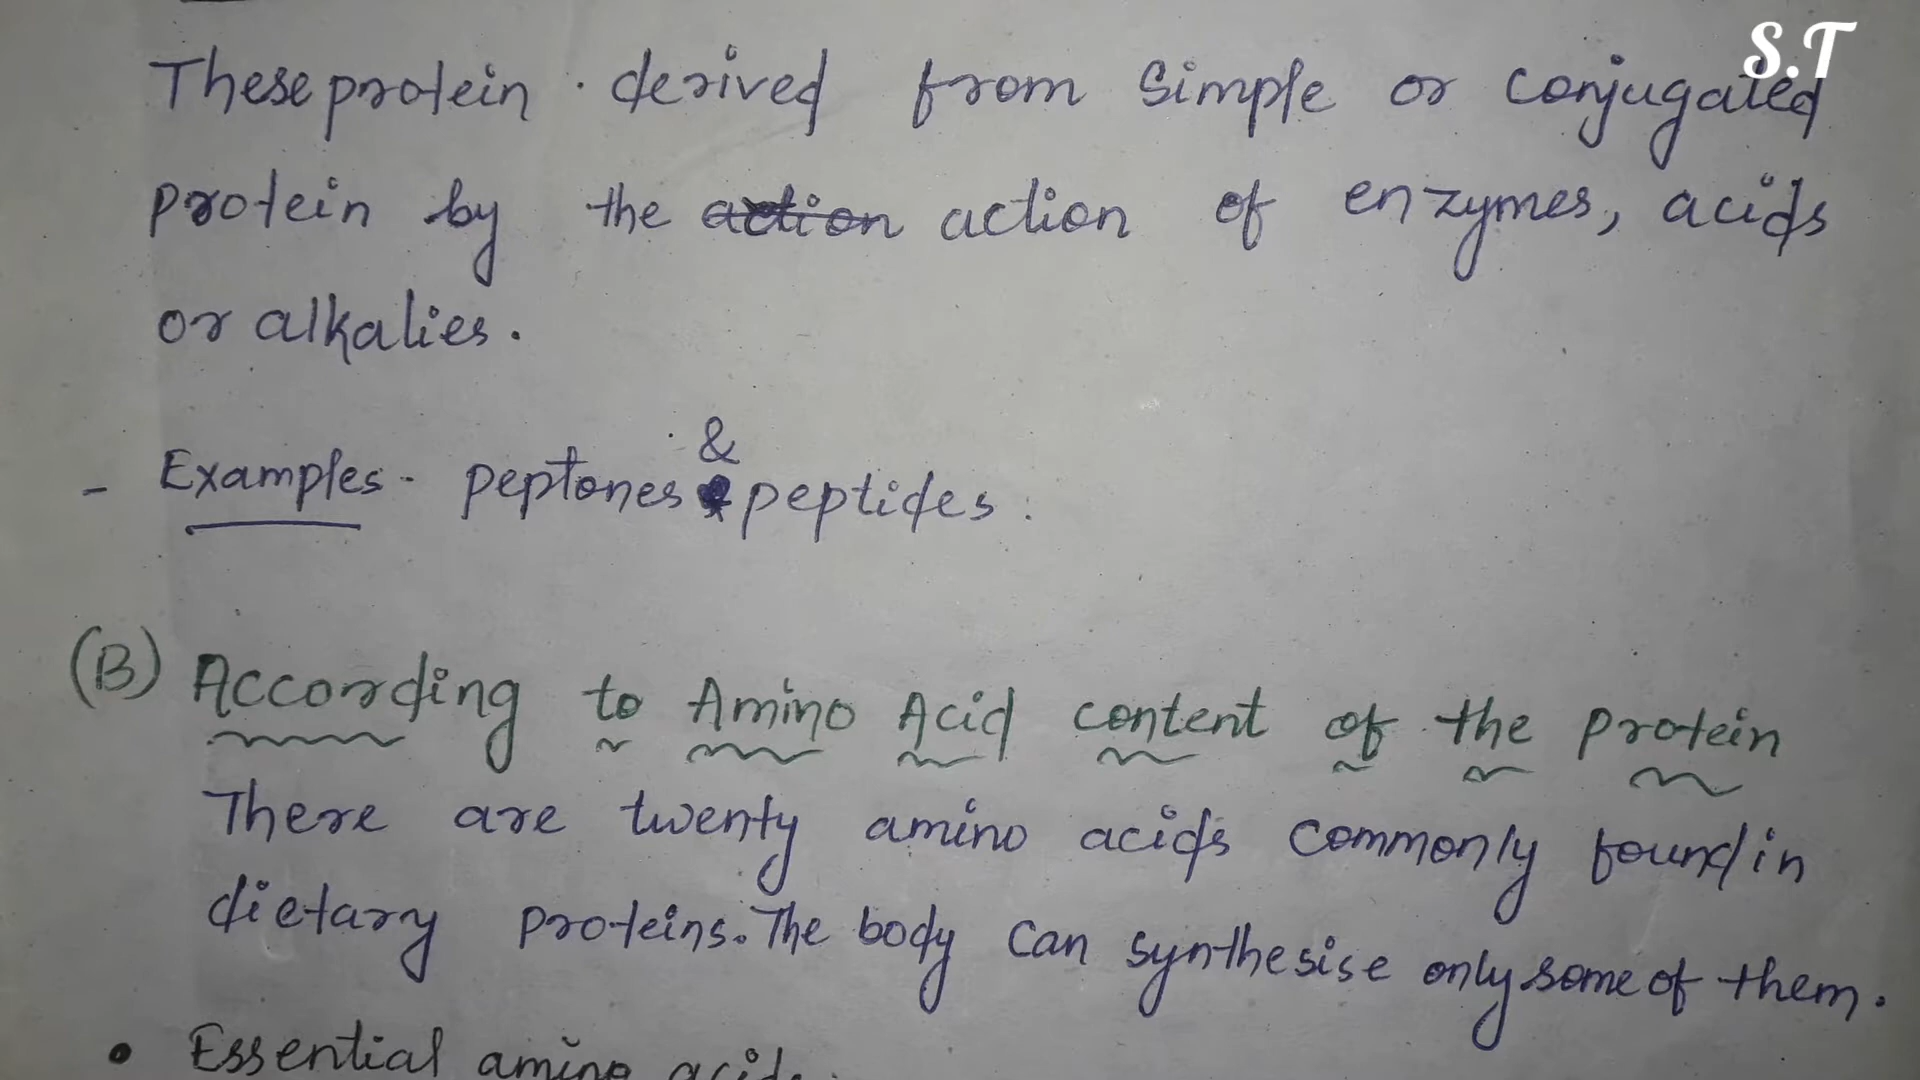 S.T
These protein derived from Simple or conjugated
protein by the action action of enzymes, acids
or alkalies.
&
- Examples - peptones peptides.
(B) According to Amino Acid content of the protein
There are twenty amino acids commonly found in
dietary proteins. The body can synthesise only some of them.
• Essential amino acids.